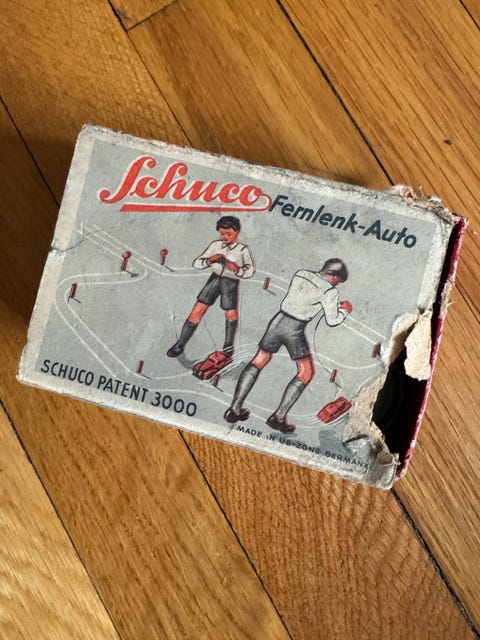 Schuco Fernlenk-Auto
SCHUCO PATENT 3000
MADE IN US-ZONE GERMANY